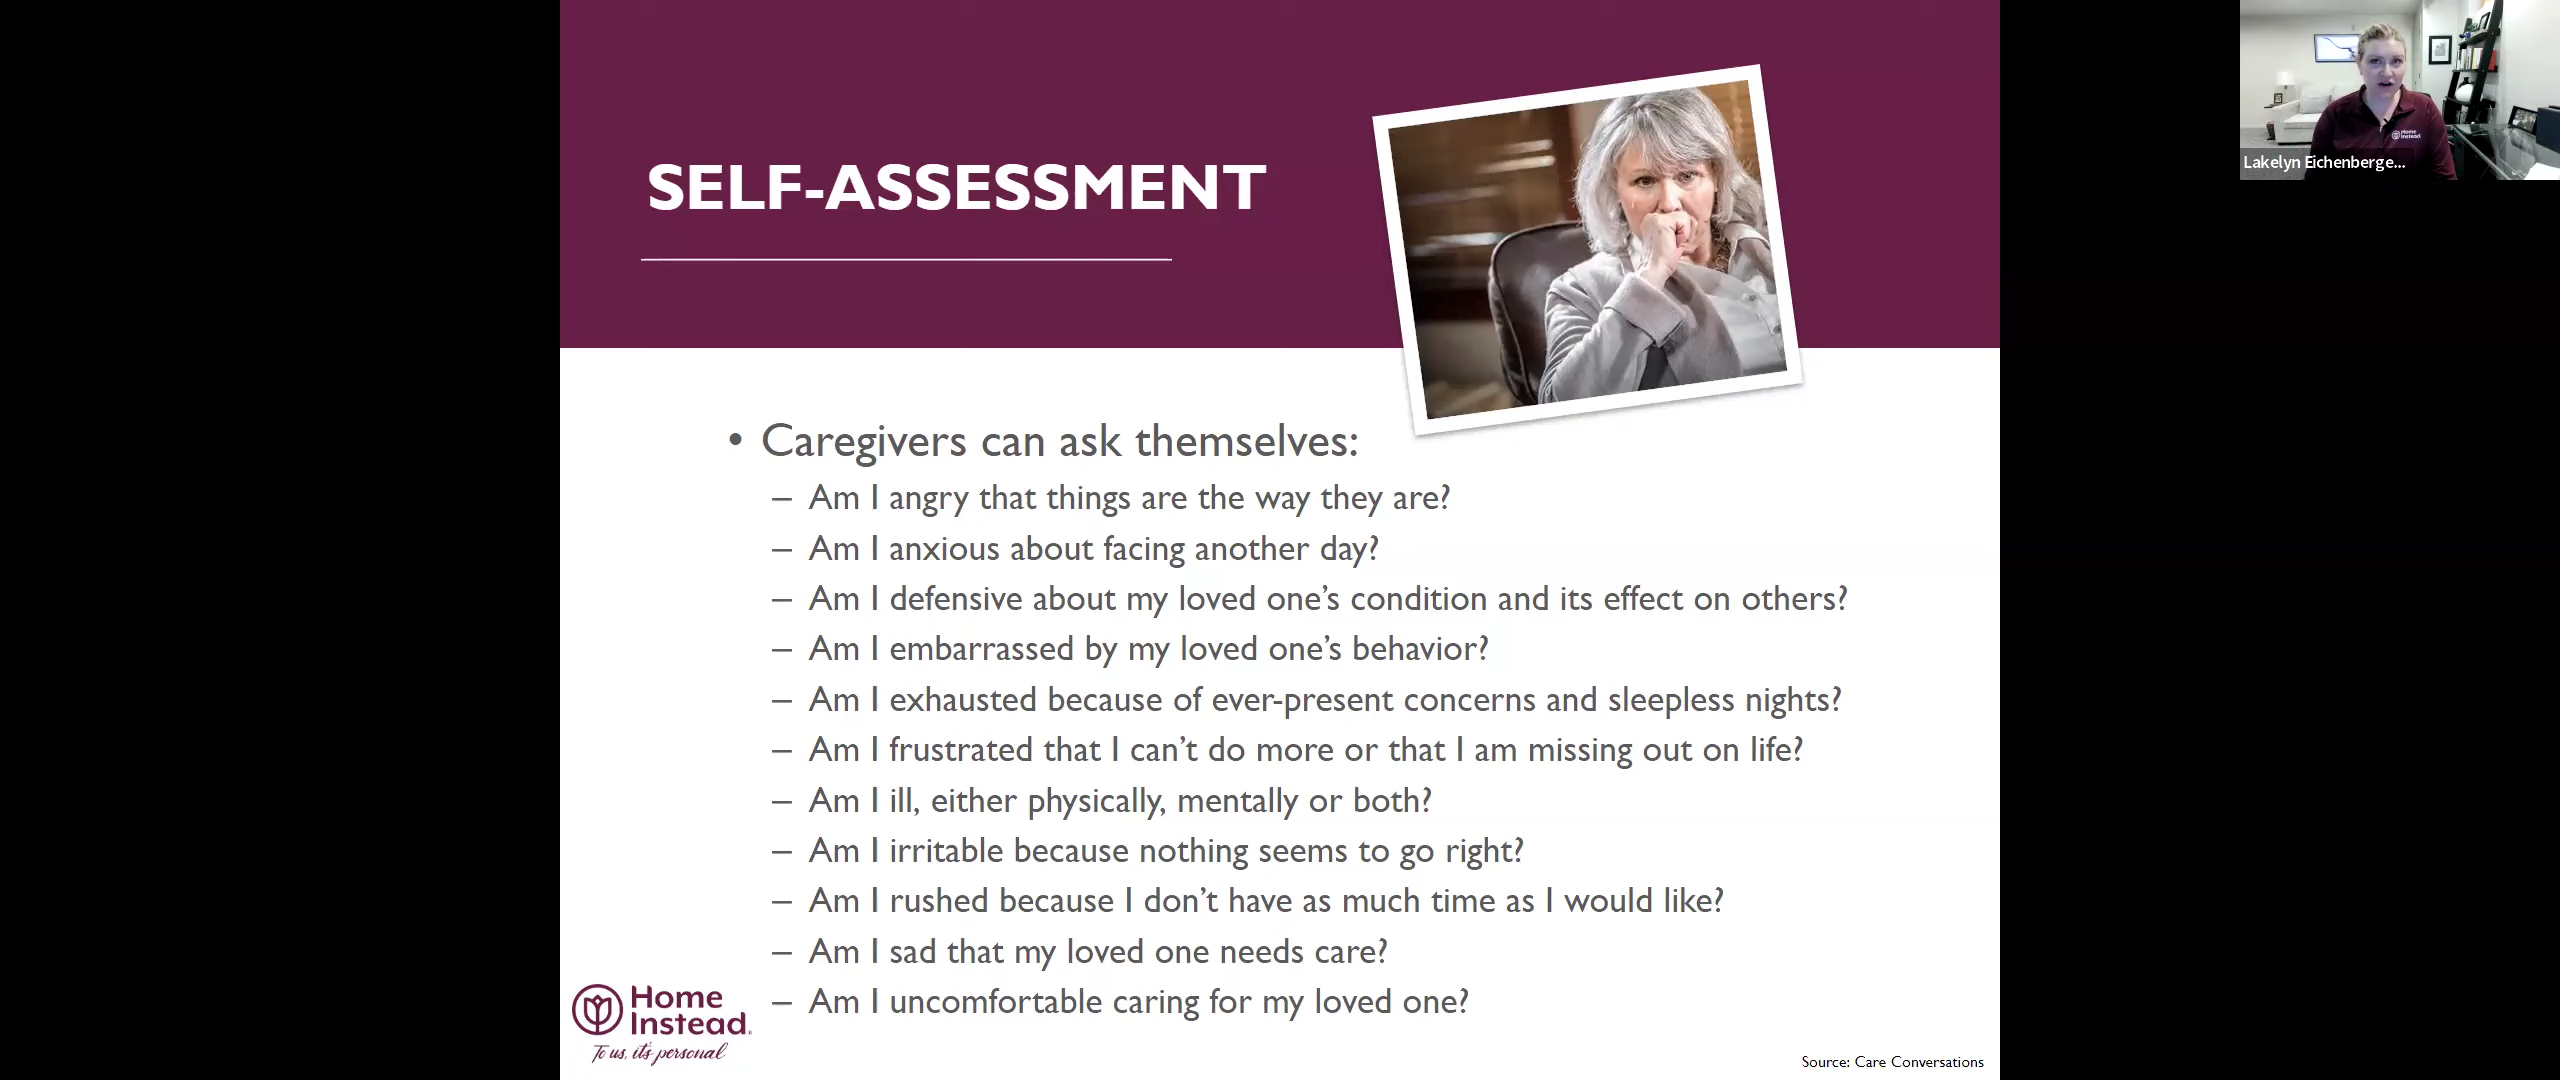 SELF-ASSESSMENT
• Caregivers can ask themselves:
– Am I angry that things are the way they are?
– Am I anxious about facing another day?
– Am I defensive about my loved one’s condition and its effect on others?
– Am I embarrassed by my loved one’s behavior?
– Am I exhausted because of ever-present concerns and sleepless nights?
– Am I frustrated that I can’t do more or that I am missing out on life?
– Am I ill, either physically, mentally or both?
– Am I irritable because nothing seems to go right?
– Am I rushed because I don’t have as much time as I would like?
– Am I sad that my loved one needs care?
– Am I uncomfortable caring for my loved one?
Home
Instead.
To us, it's personal
Source: Care Conversations
Lakelyn Eichenberge...
Home
Instead